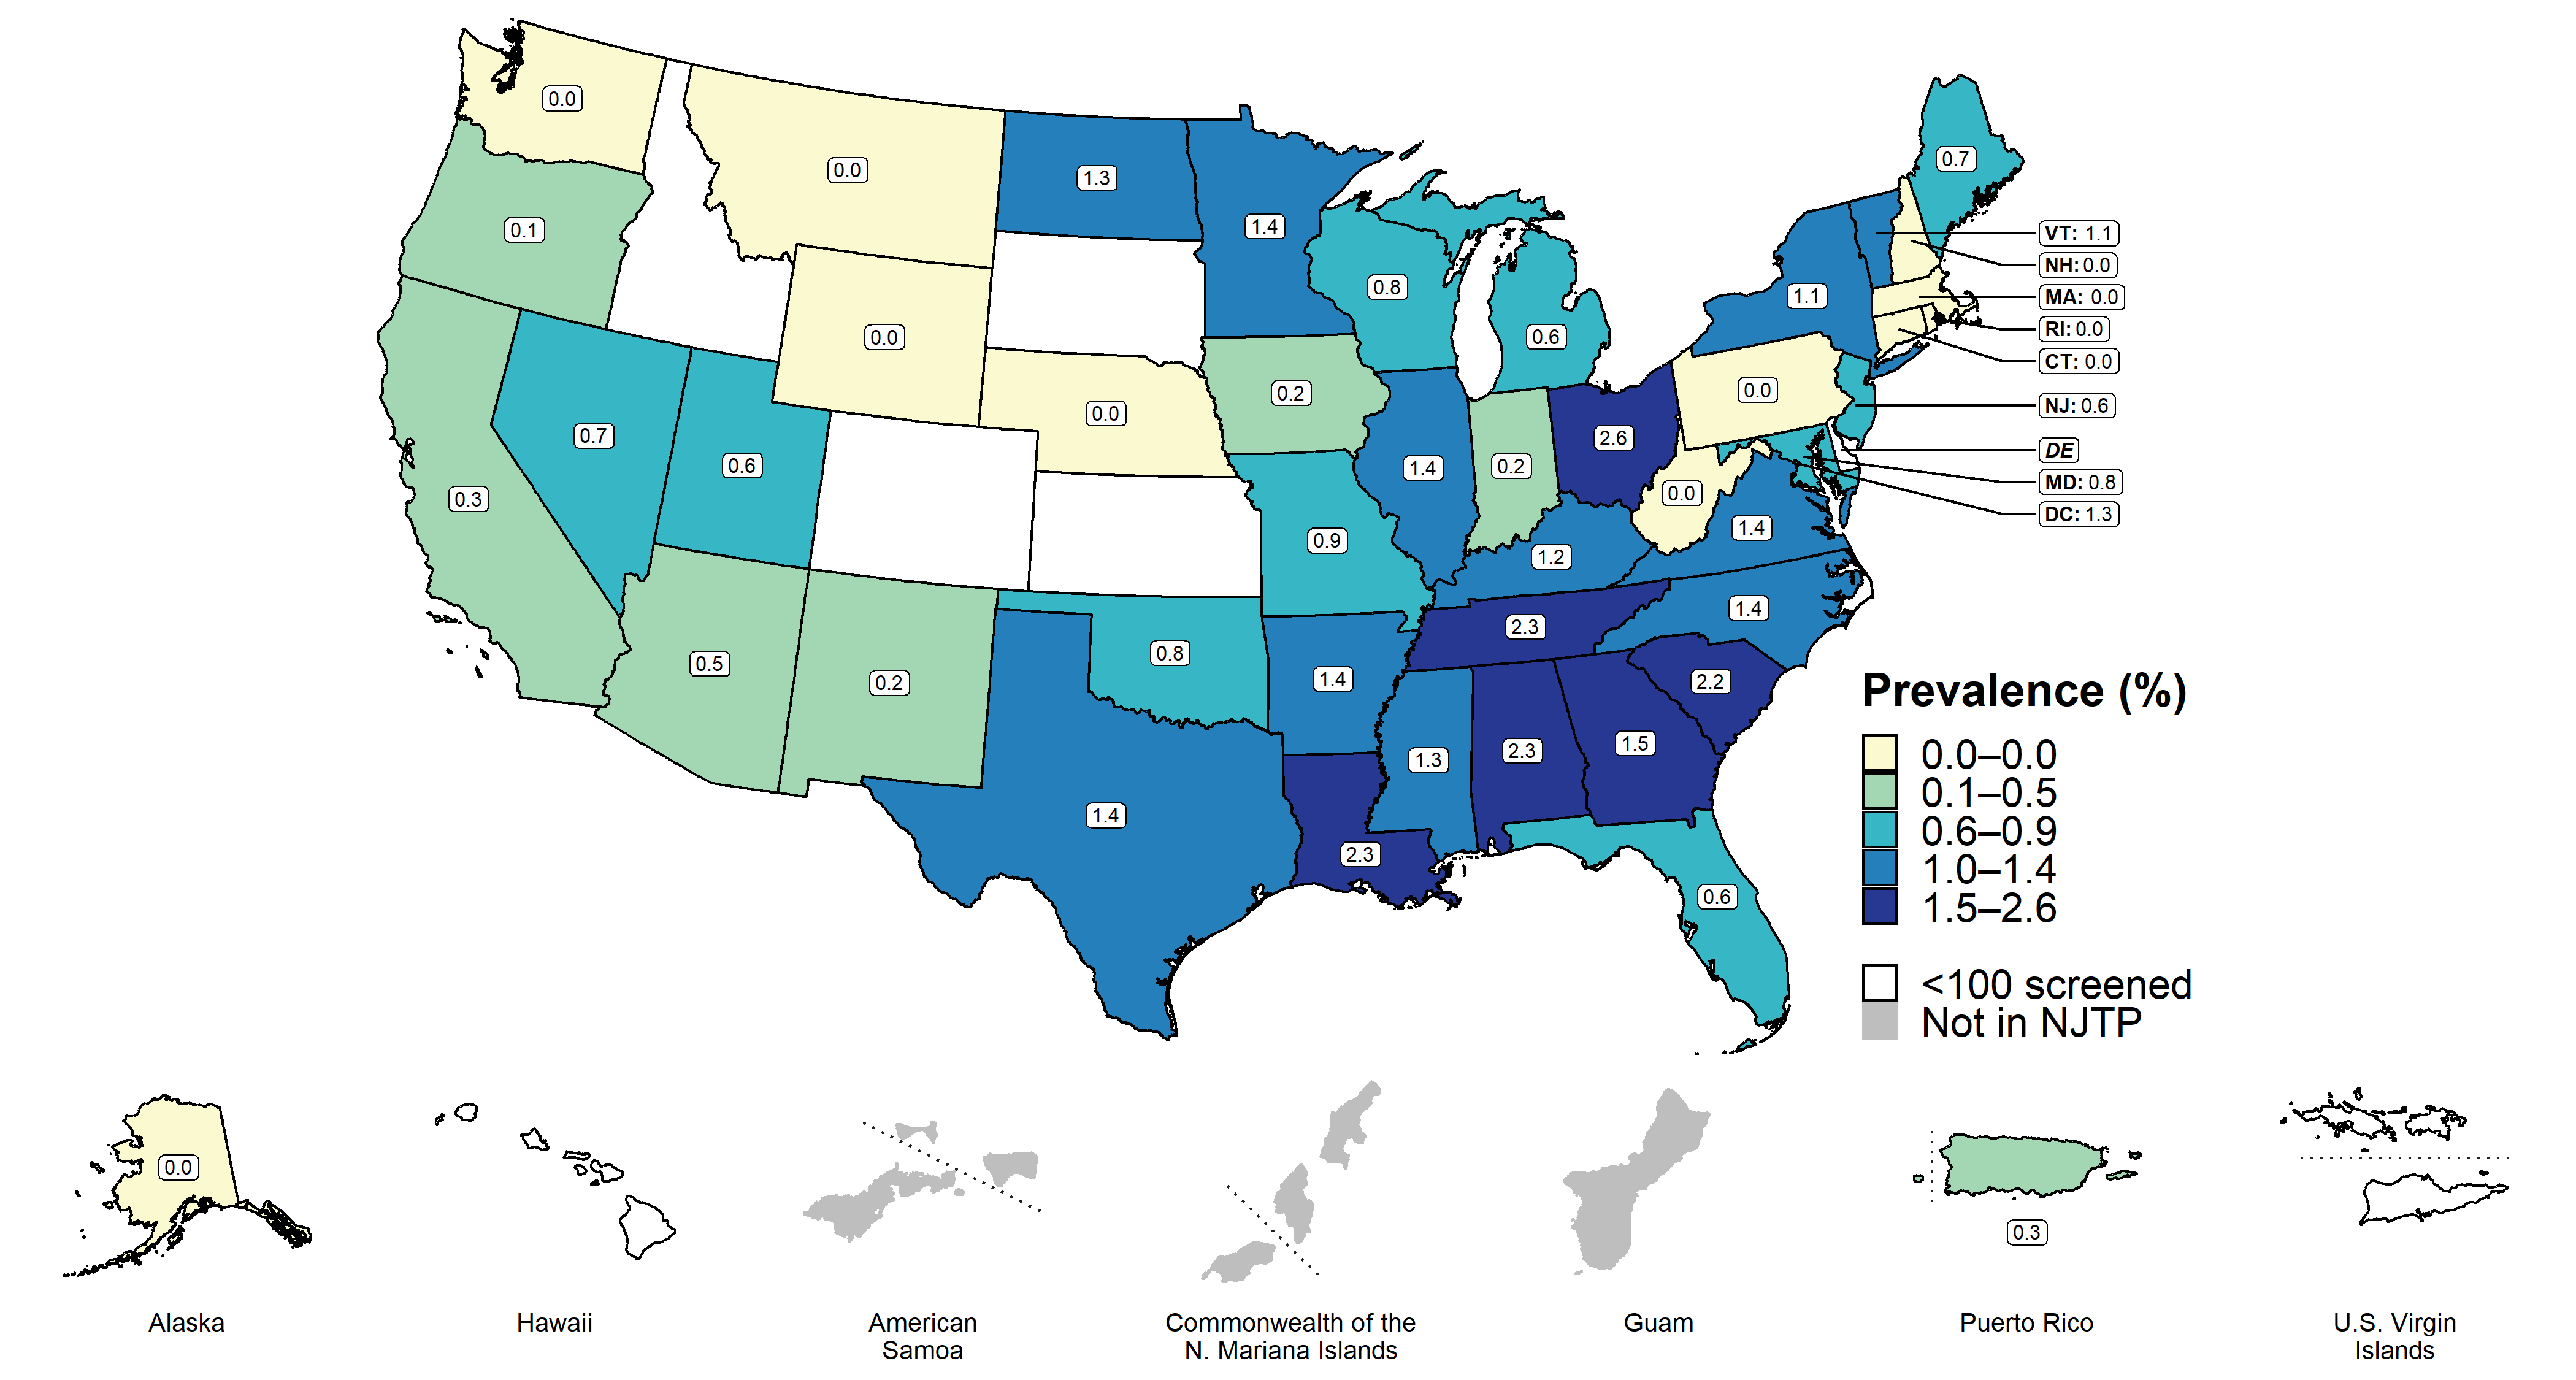 0.0
0.0
1.3
0.7
0.1
1.4
VT: 1.1
NH: 0.0
0.8
1.1
MA: 0.0
0.0
0.6
RI: 0.0
CT: 0.0
0.2
0.0
0.0
NJ: 0.6
0.7
0.6
1.4
0.2
2.6
DE
0.3
0.0
MD: 0.8
DC: 1.3
0.9
1.2
1.4
2.3
1.4
0.5
0.2
0.8
1.4
2.2
1.3
2.3
1.5
1.4
2.3
0.6
Prevalence (%)
0.0–0.0
0.1–0.5
0.6–0.9
1.0–1.4
1.5–2.6
<100 screened
Not in NJTP
0.0
0.3
Alaska
Hawaii
American
Samoa
Commonwealth of the
N. Mariana Islands
Guam
Puerto Rico
U.S. Virgin
Islands